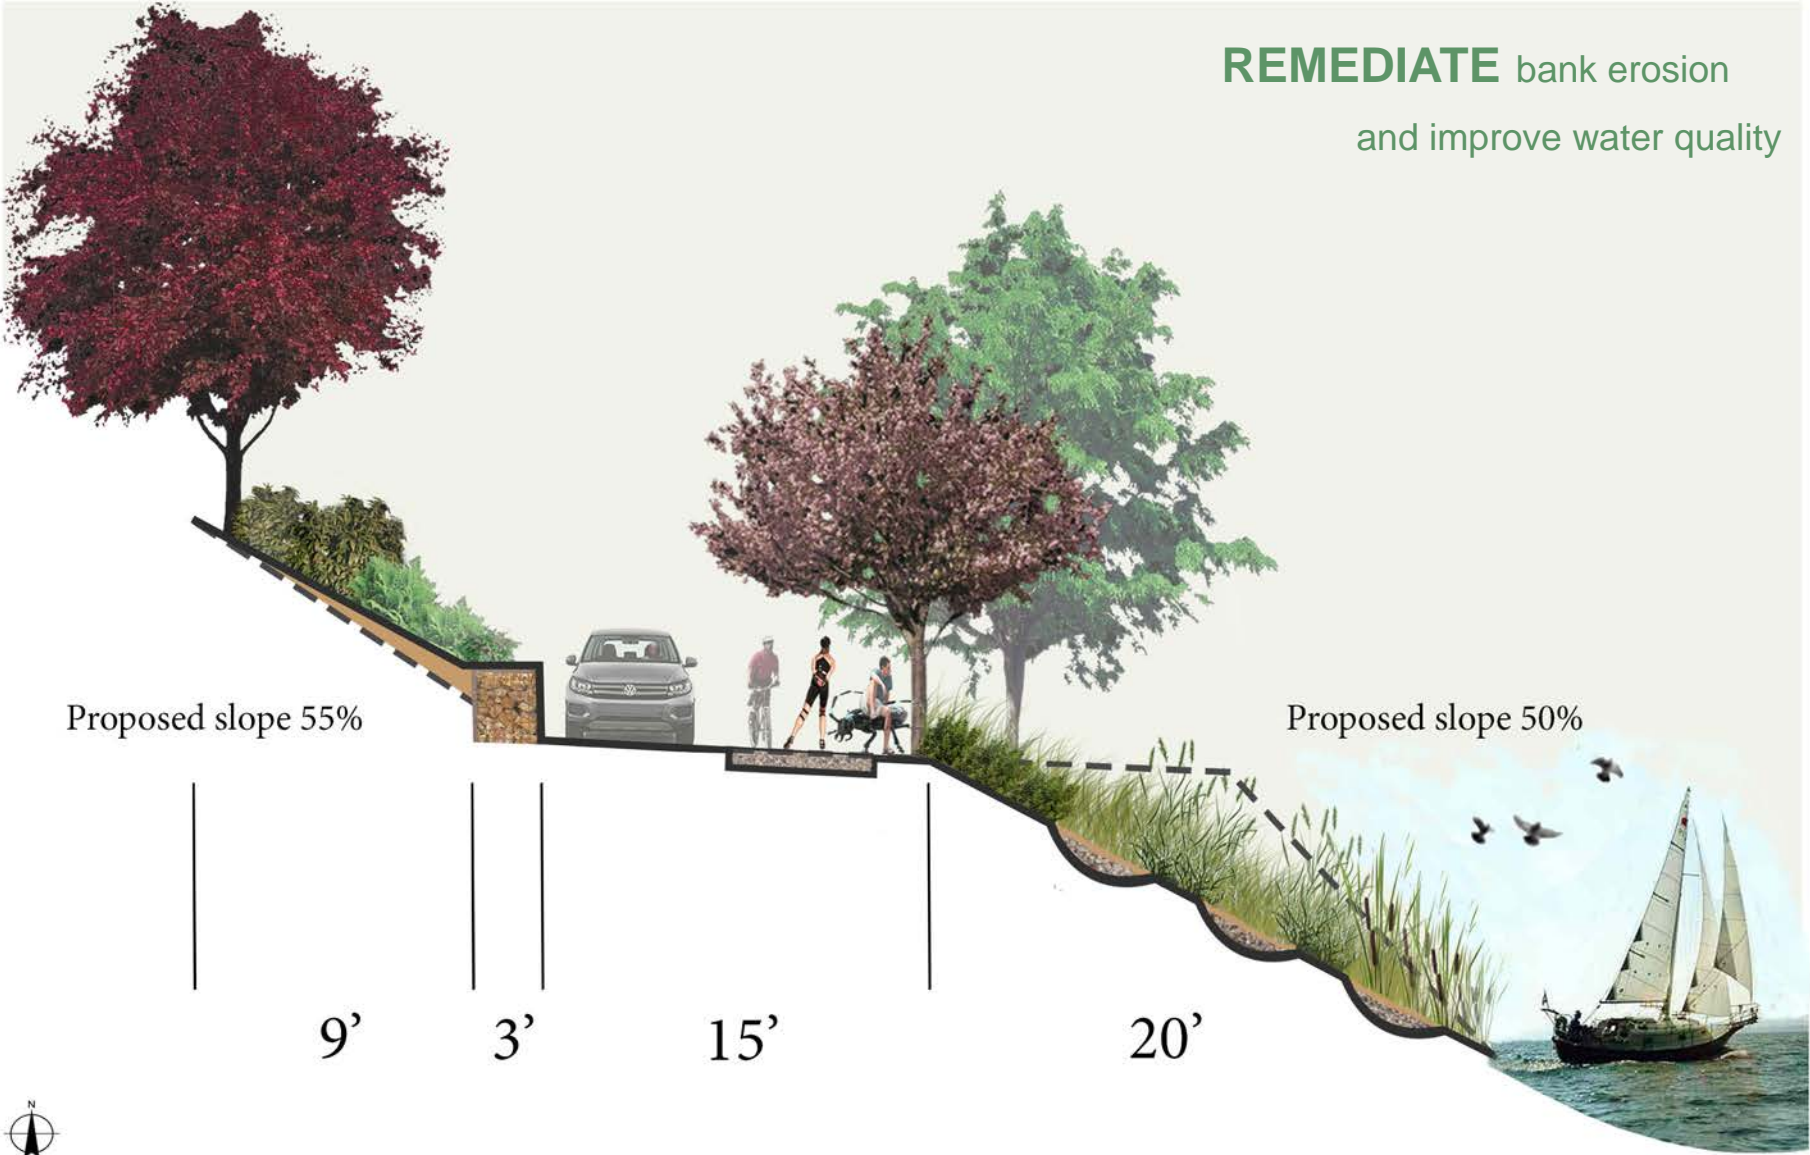 REMEDIATE bank erosion
and improve water quality
Proposed slope 55%
Proposed slope 50%
9’
3’
15’
20’
N